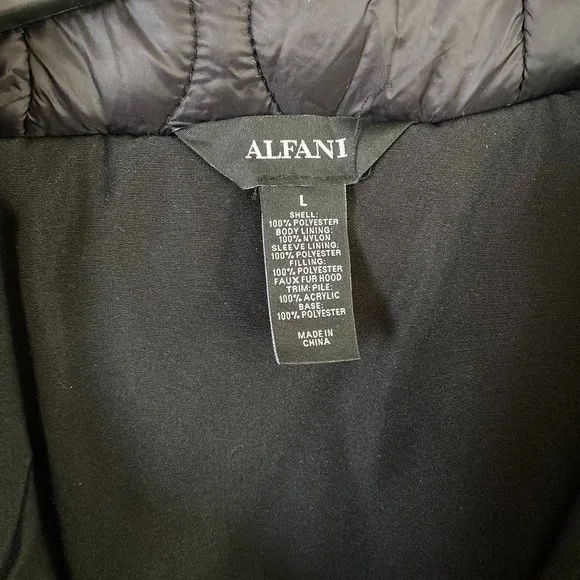 ALFANI
L
SHELL:
100% POLYESTER
BODY LINING:
100% NYLON
SLEEVE LINING:
100% POLYESTER
FILLING:
100% POLYESTER
FAUX FUR HOOD
TRIM: PILE:
100% ACRYLIC
BASE:
100% POLYESTER
MADE IN
CHINA